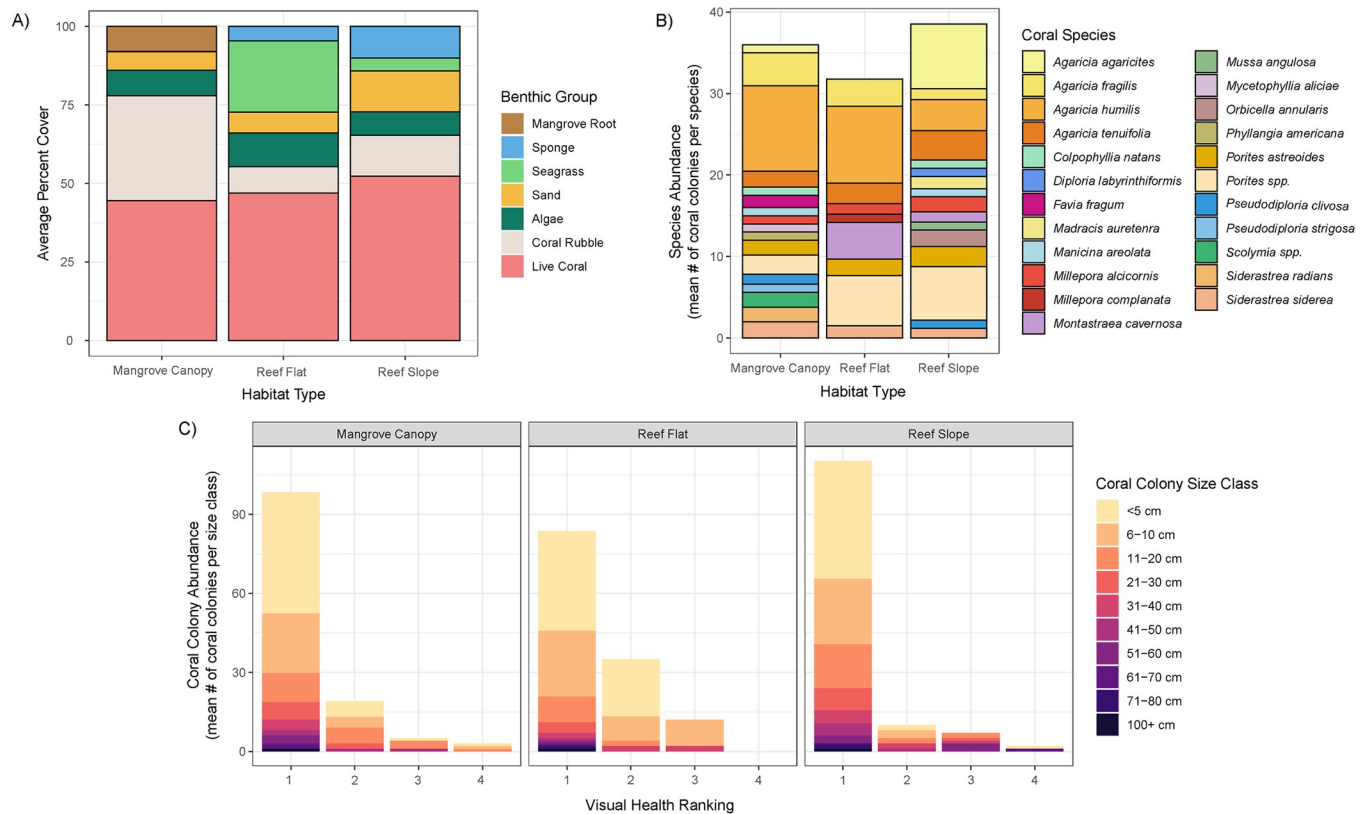 A)
Average Percent Cover
100
75
50
25
0
Mangrove Canopy
Reef Flat
Reef Slope
Habitat Type
Benthic Group
Mangrove Root
Sponge
Seagrass
Sand
Algae
Coral Rubble
Live Coral
B)
Species Abundance
(mean # of coral colonies per species)
40
30
20
10
0
Mangrove Canopy
Reef Flat
Reef Slope
Habitat Type
Coral Species
Agaricia agaricites
Agaricia fragilis
Agaricia humilis
Agaricia tenuifolia
Colpophyllia natans
Diploria labyrinthiformis
Favia fragum
Madracis auretenra
Manicina areolata
Millepora alcicornis
Millepora complanata
Montastraea cavernosa
Mussa angulosa
Mycetophyllia aliciae
Orbicella annularis
Phyllangia americana
Porites astreoides
Porites spp.
Pseudodiploria clivosa
Pseudodiploria strigosa
Scolymia spp.
Siderastrea radians
Siderastrea siderea
C)
Mangrove Canopy
Reef Flat
Reef Slope
Coral Colony Abundance
(mean # of coral colonies per size class)
90
60
30
0
1 2 3 4
1 2 3 4
1 2 3 4
Visual Health Ranking
Coral Colony Size Class
<5 cm
6−10 cm
11−20 cm
21−30 cm
31−40 cm
41−50 cm
51−60 cm
61−70 cm
71−80 cm
100+ cm